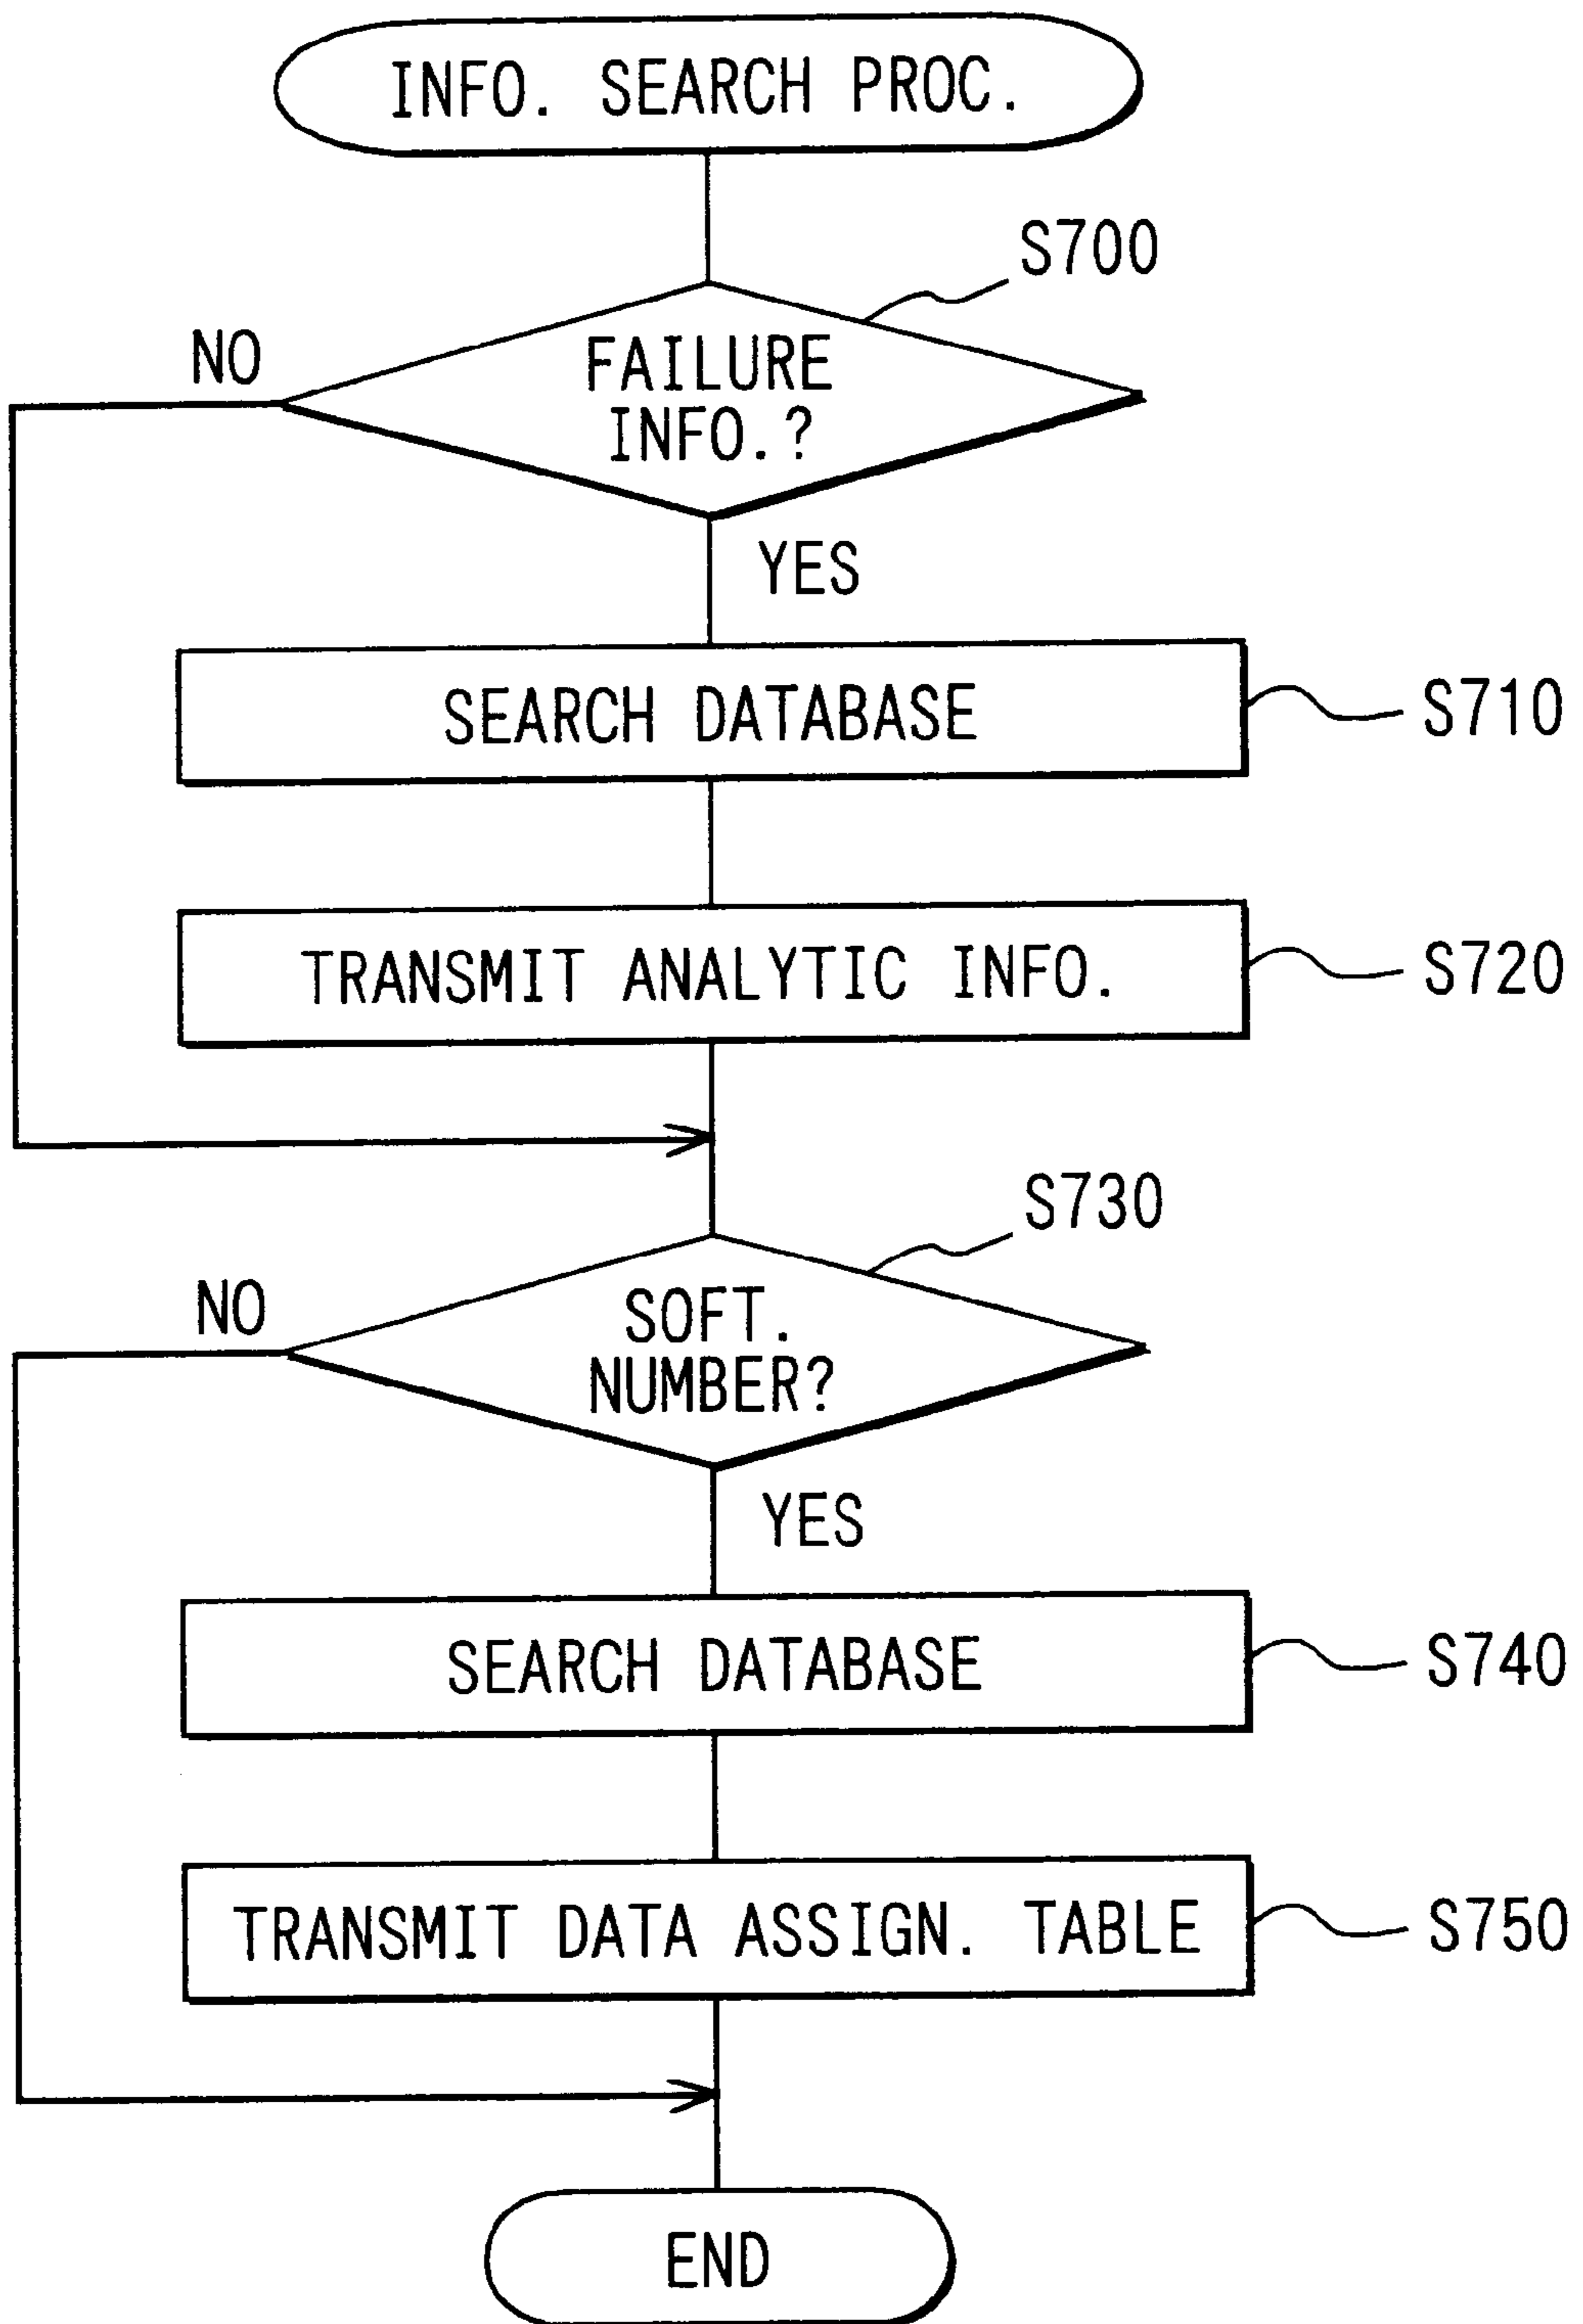 INFO. SEARCH PROC.
S700
NO
FAILURE
INFO.?
YES
SEARCH DATABASE
S710
TRANSMIT ANALYTIC INFO.
S720
S730
NO
SOFT.
NUMBER?
YES
SEARCH DATABASE
S740
TRANSMIT DATA ASSIGN. TABLE
S750
END